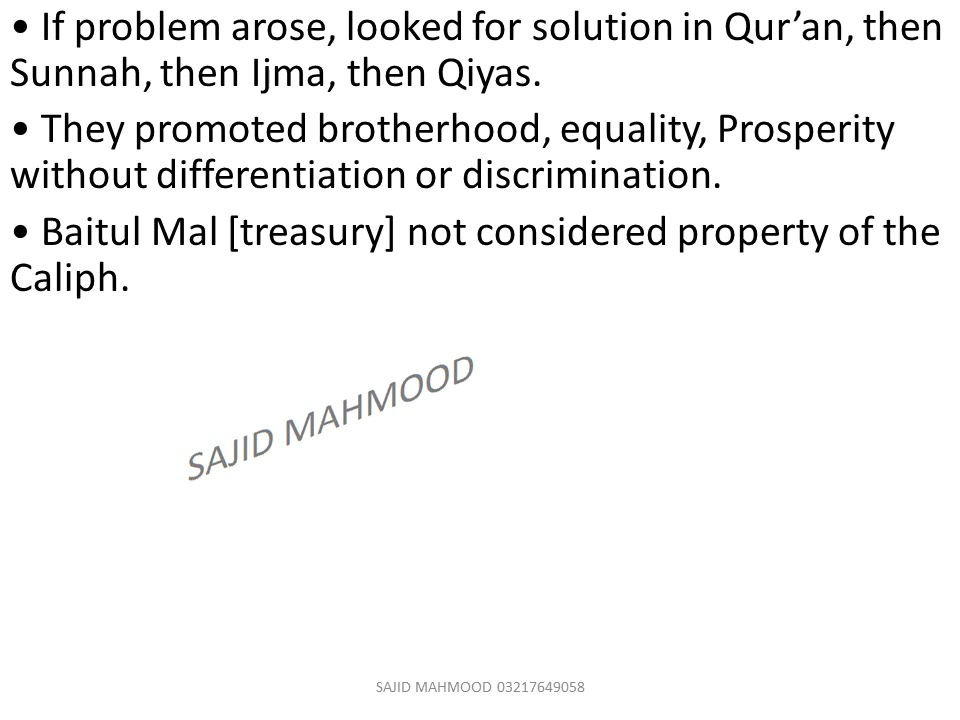 • If problem arose, looked for solution in Qur’an, then
Sunnah, then Ijma, then Qiyas.
• They promoted brotherhood, equality, Prosperity
without differentiation or discrimination.
• Baitul Mal [treasury] not considered property of the
Caliph.
SAJID MAHMOOD
SAJID MAHMOOD 03217649058